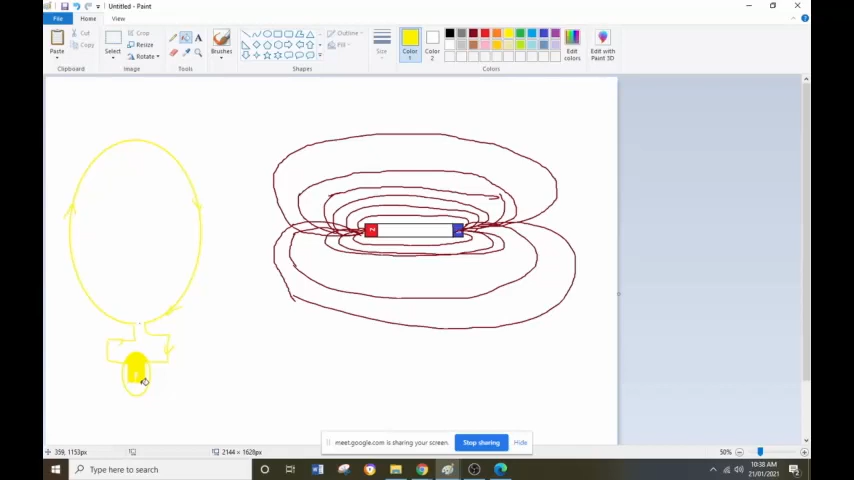 Untitled - Paint
File
Home
View
Paste
Cut
Copy
Clipboard
Select
Crop
Resize
Rotate
Image
A
Tools
Brushes
Shapes
Outline
Fill
Size
Color
1
Color
2
Colors
Edit
colors
Edit with
Paint 3D
meet.google.com is sharing your screen.
Stop sharing
Hide
359, 1153px
2144 × 1628px
50%
Type here to search
10:38 AM
21/01/2021